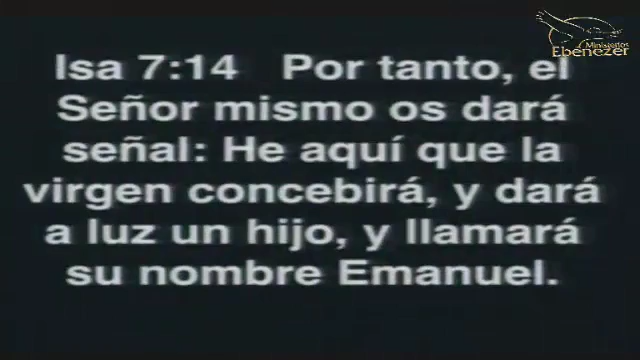 Ministerios
Ebenezer
Isa 7:14 Por tanto, el
Señor mismo os dará
señal: He aquí que la
virgen concebirá, y dará
a luz un hijo, y llamará
su nombre Emanuel.